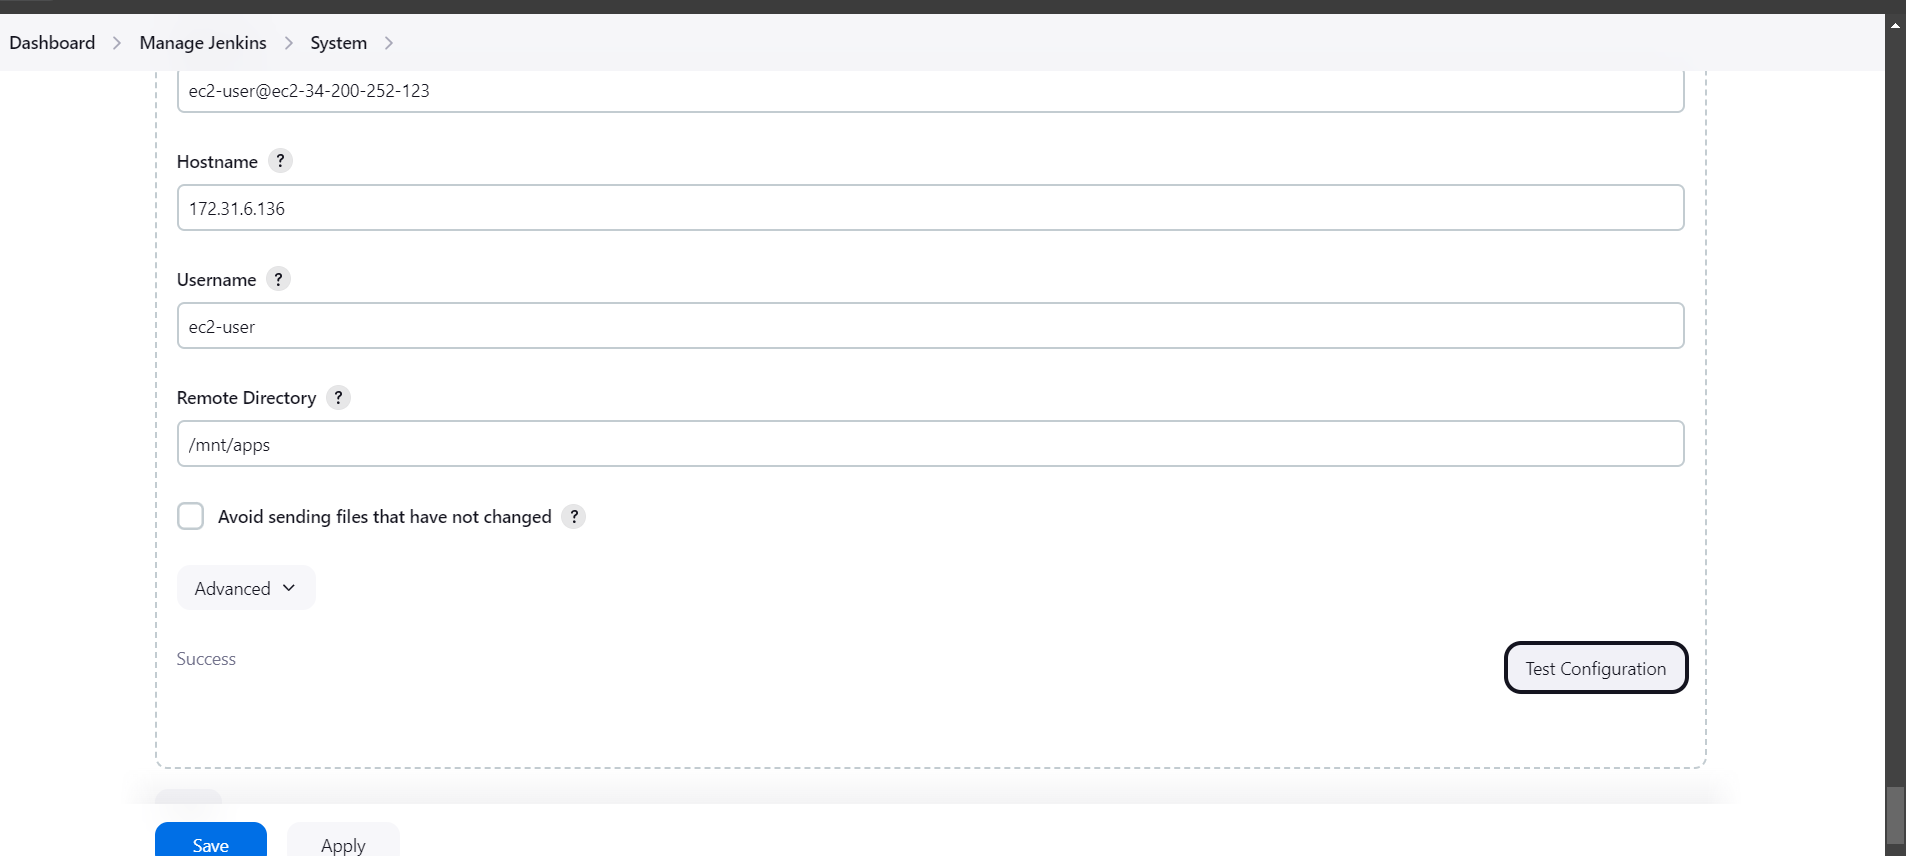 Dashboard > Manage Jenkins > System >
ec2-user@ec2-34-200-252-123
Hostname ?
172.31.6.136
Username ?
ec2-user
Remote Directory ?
/mnt/apps
Avoid sending files that have not changed ?
Advanced
Success
Test Configuration
Save Apply